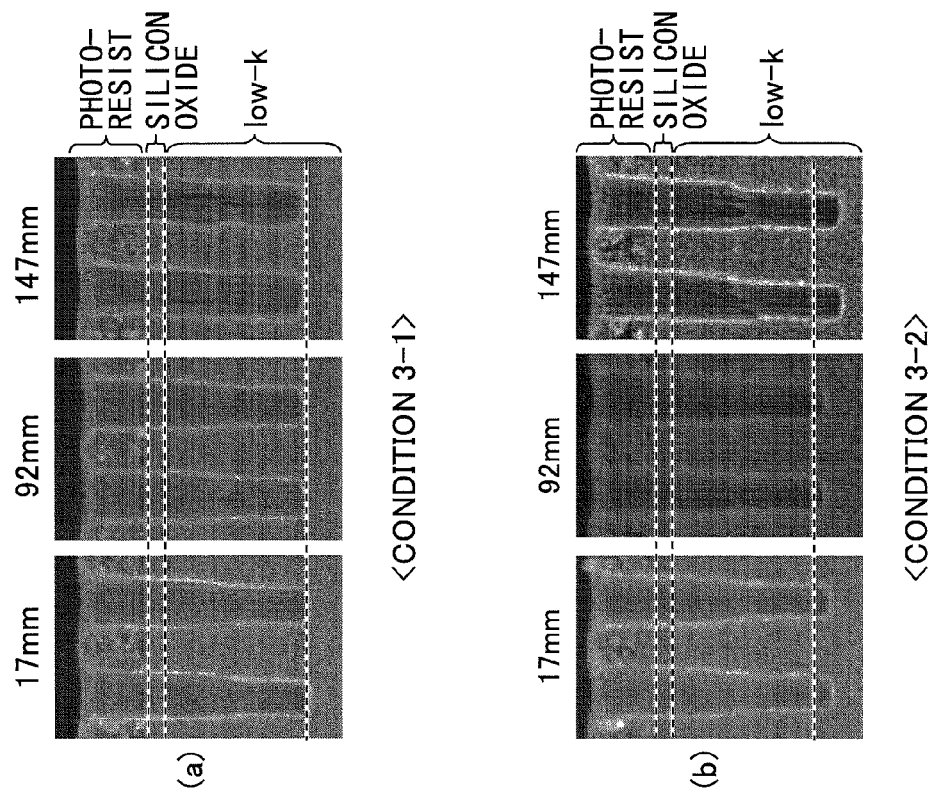 17mm
92mm
147mm
PHOTO-
RESIST
SILICON
OXIDE
low-k
(a)
<CONDITION 3-1>
17mm
92mm
147mm
PHOTO-
RESIST
SILICON
OXIDE
low-k
(b)
<CONDITION 3-2>